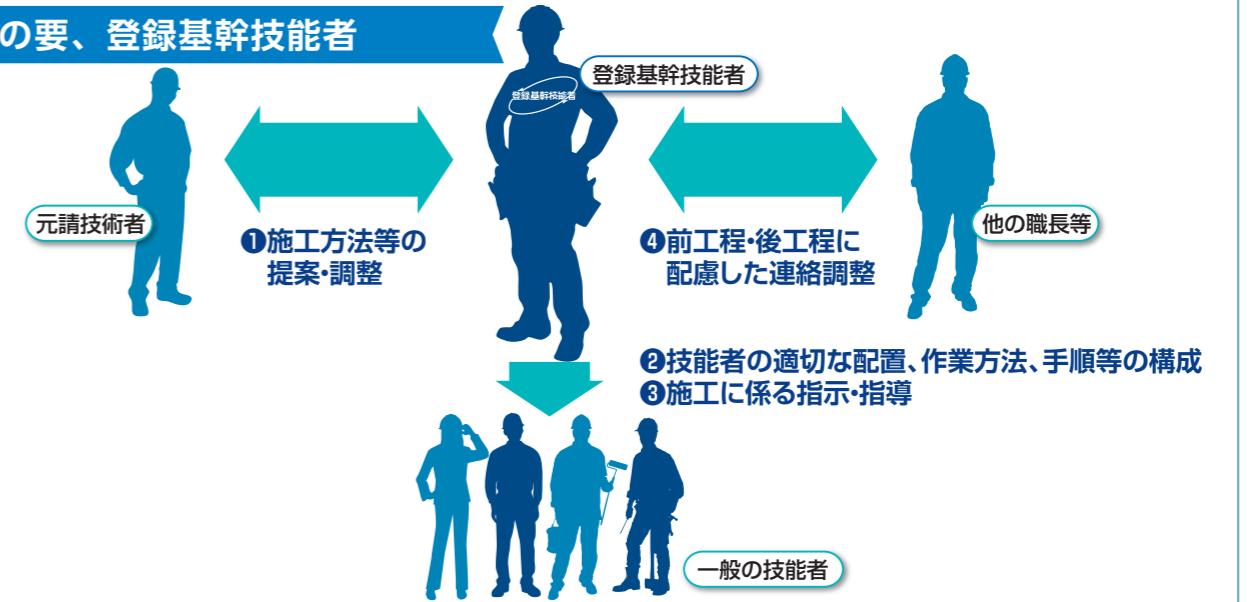 の要、登録基幹技能者
登録基幹技能者
登録基幹技能者
元請技術者
❶施工方法等の
提案・調整
❹前工程・後工程に
配慮した連絡調整
他の職長等
❷技能者の適切な配置、作業方法、手順等の構成
❸施工に係る指示・指導
一般の技能者